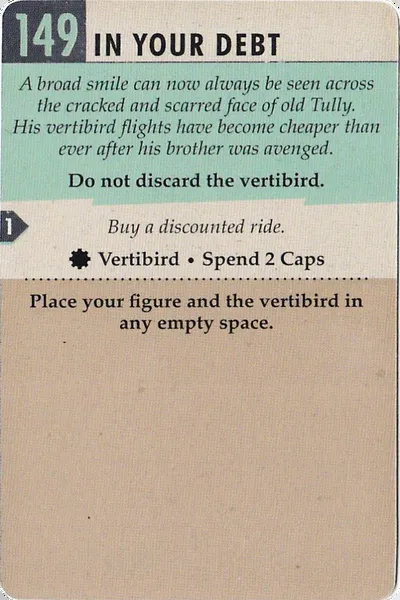 149 IN YOUR DEBT
A broad smile can now always be seen across
the cracked and scarred face of old Tully.
His vertibird flights have become cheaper than
ever after his brother was avenged.
Do not discard the vertibird.
1
Buy a discounted ride.
Vertibird • Spend 2 Caps
Place your figure and the vertibird in
any empty space.